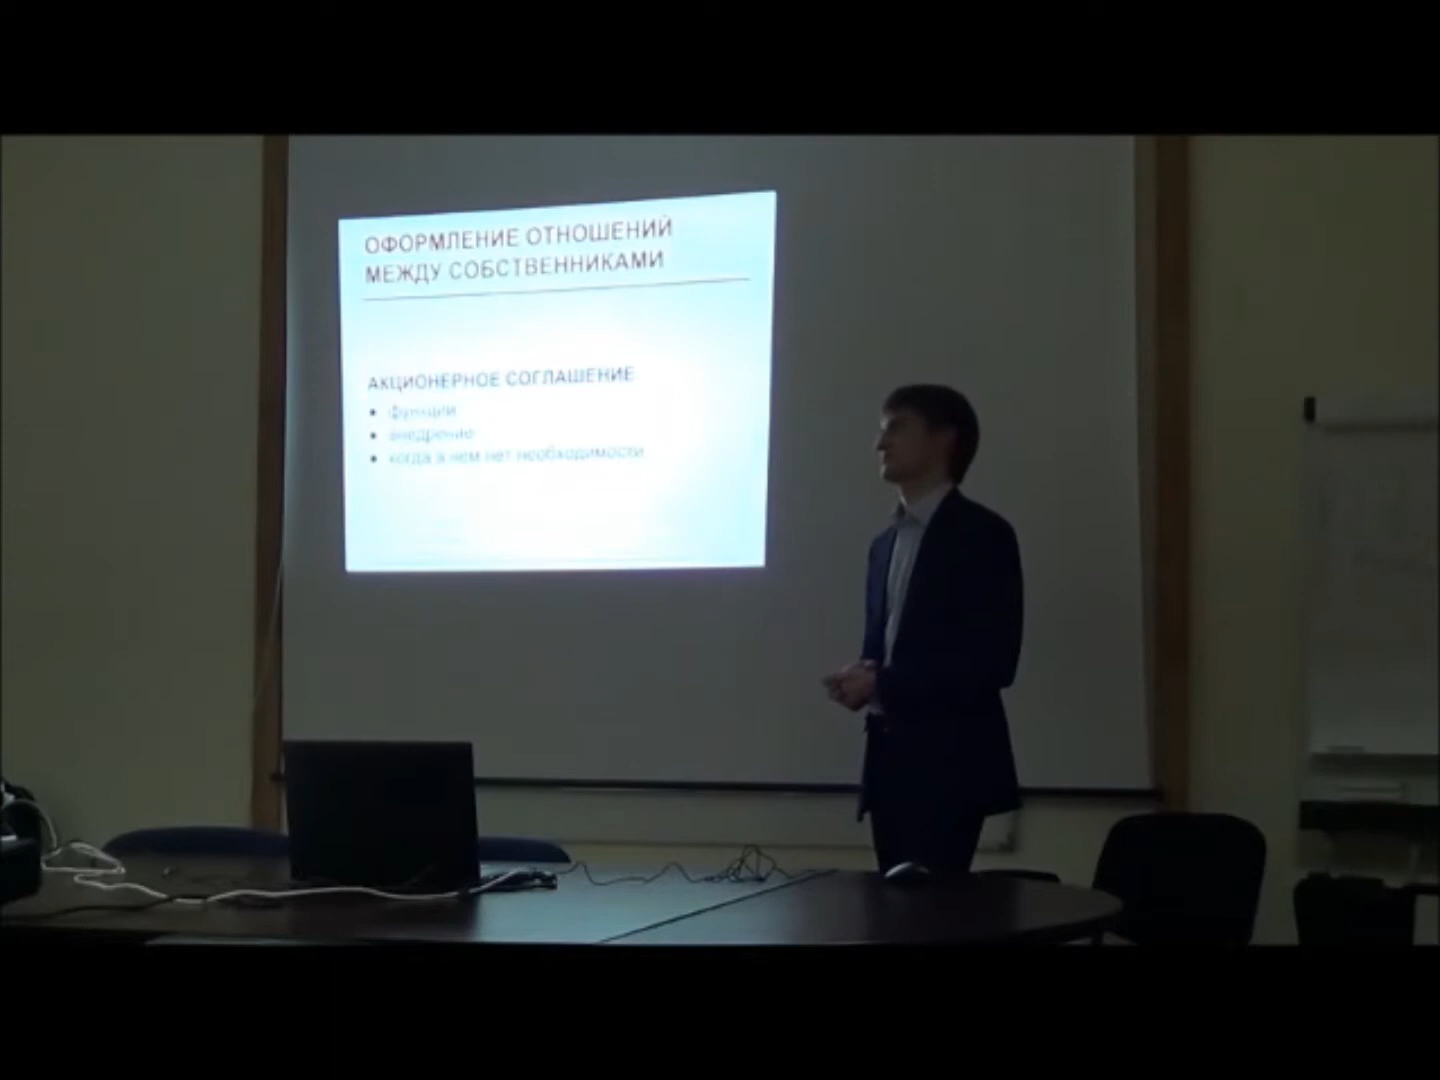 ОФОРМЛЕНИЕ ОТНОШЕНИЙ
МЕЖДУ СОБСТВЕННИКАМИ
АКЦИОНЕРНОЕ СОГЛАШЕНИЕ
• функции
• внедрение
• когда в нем нет необходимости